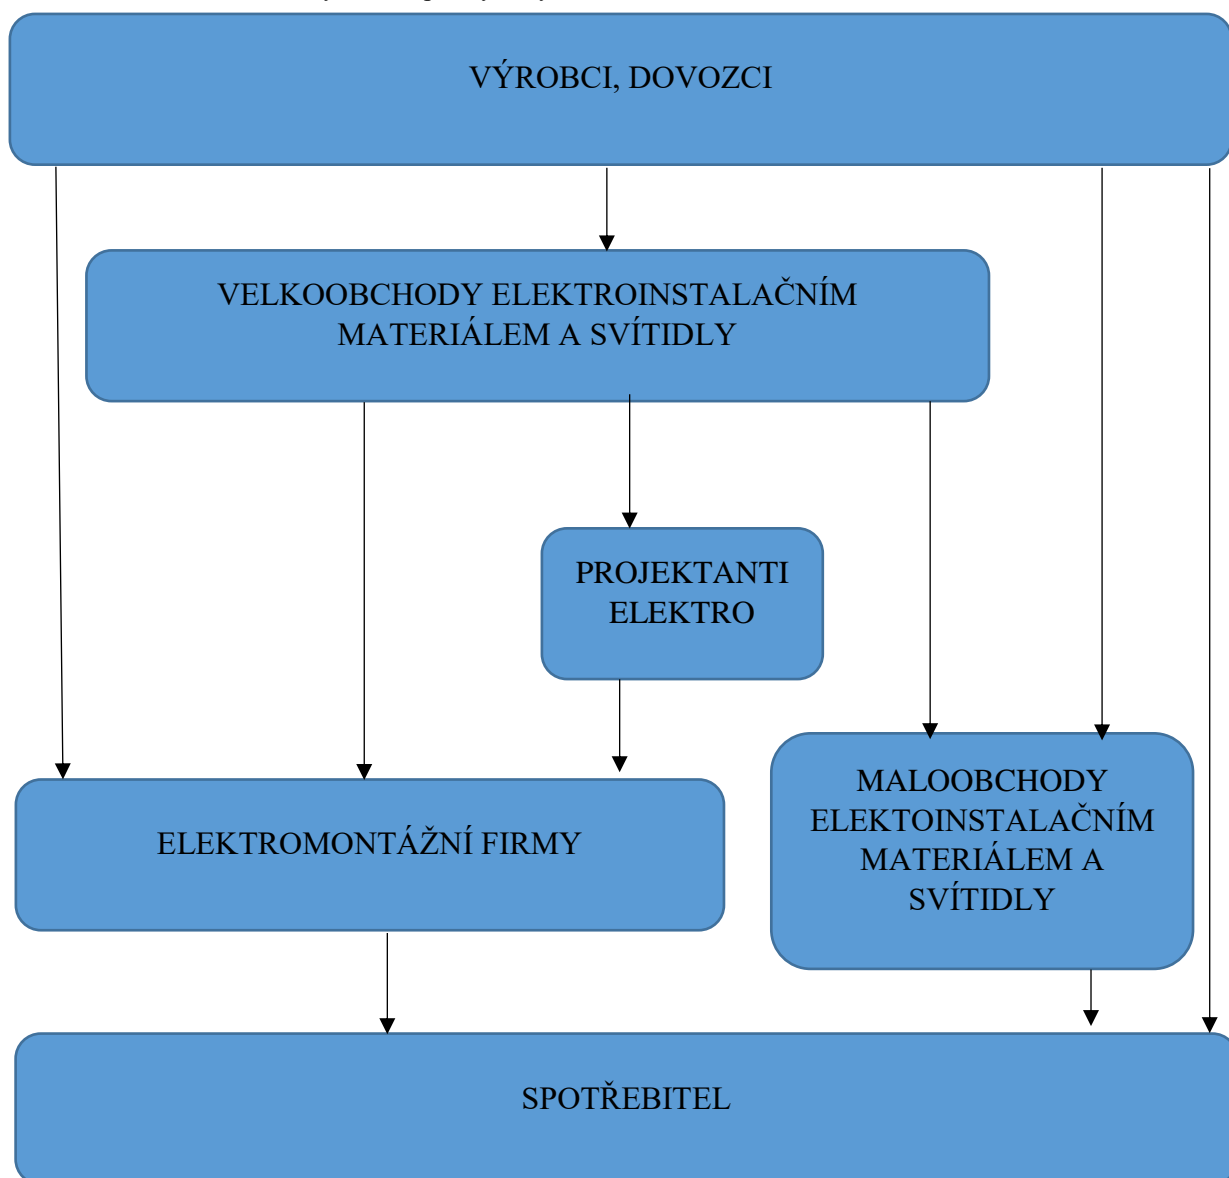 VÝROBCI, DOVOZCI
VELKOOBCHODY ELEKTROINSTALAČNÍM
MATERIÁLEM A SVÍTIDLY
PROJEKTANTI
ELEKTRO
MALOOBCHODY
ELEKTOINSTALAČNÍM
MATERIÁLEM A
SVÍTIDLY
ELEKTROMONTÁŽNÍ FIRMY
SPOTŘEBITEL